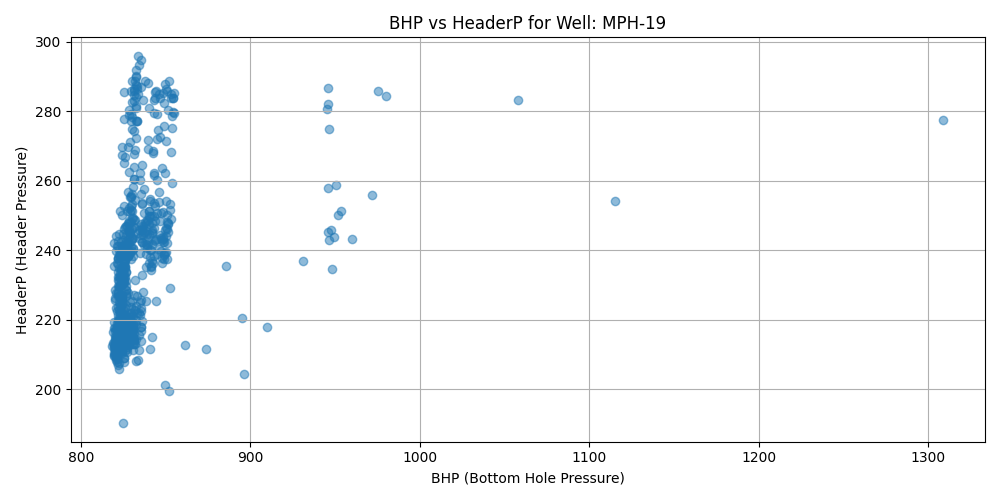 BHP vs HeaderP for Well: MPH-19
HeaderP (Header Pressure)
300
280
260
240
220
200
800 900 1000 1100 1200 1300
BHP (Bottom Hole Pressure)